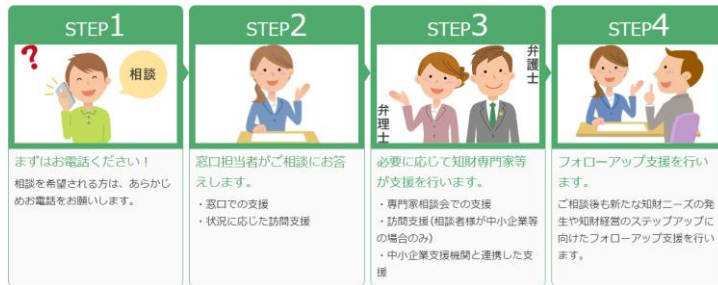 STEP1
?
相談
まずはお電話ください！
相談を希望される方は、あらかじ
めお電話をお願いします。
STEP2
窓口担当者がご相談にお答
えします。
・窓口での支援
・状況に応じた訪問支援
STEP3
弁理士
弁護士
必要に応じて知財専門家等
が支援を行います。
・専門家相談会での支援
・訪問支援(相談者様が中小企業等
の場合のみ)
・中小企業支援機関と連携した支
援
STEP4
フォローアップ支援を行い
ます。
ご相談後も新たな知財ニーズの発
生や知財経営のステップアップに
向けたフォローアップ支援を行い
ます。